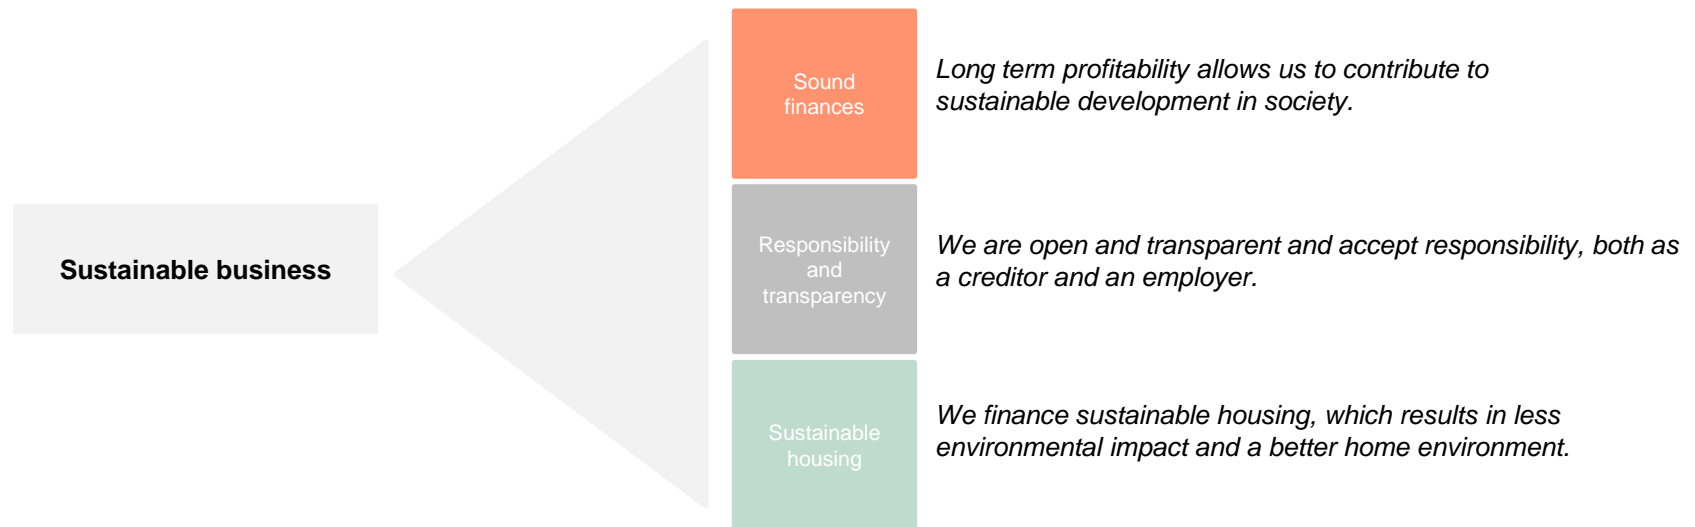 Sustainable business
Sound
finances
Long term profitability allows us to contribute to
sustainable development in society.
Responsibility
and
transparency
We are open and transparent and accept responsibility, both as
a creditor and an employer.
Sustainable
housing
We finance sustainable housing, which results in less
environmental impact and a better home environment.